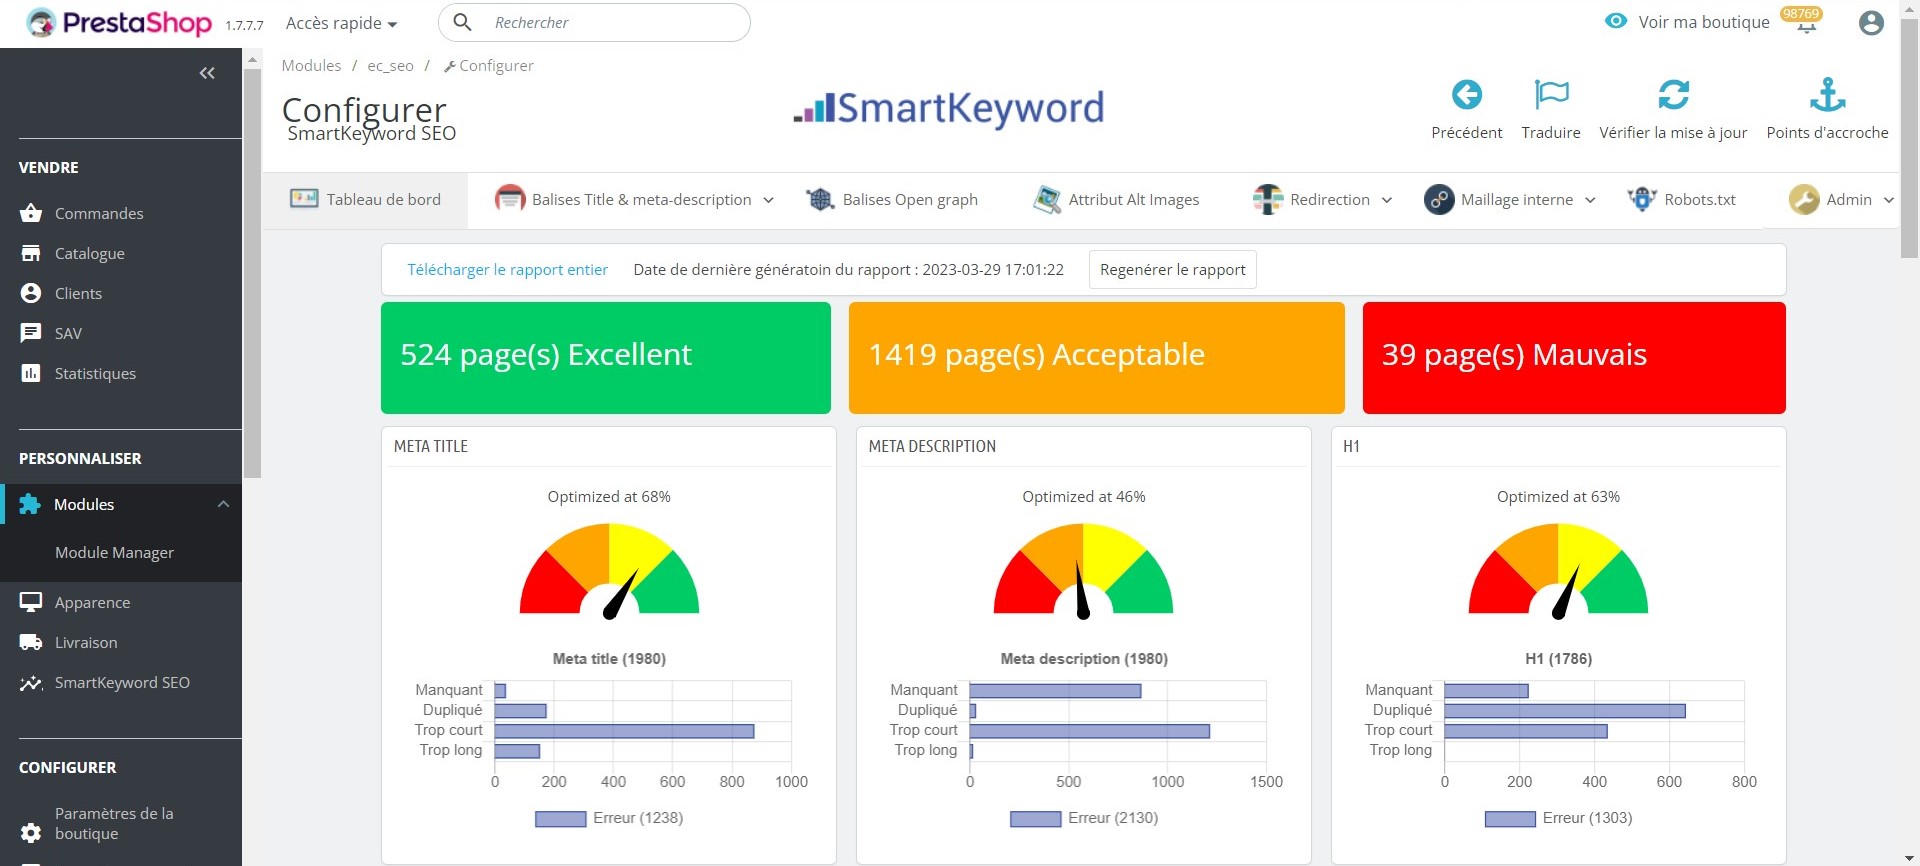 PrestaShop 1.7.7.7 Accès rapide Rechercher Voir ma boutique 98769
Modules / ec_seo / Configurer
Configurer
SmartKeyword SEO
SmartKeyword
Précédent Traduire Vérifier la mise à jour Points d'accroche
VENDRE
Commandes
Catalogue
Clients
SAV
Statistiques
PERSONNALISER
Modules
Module Manager
Apparence
Livraison
SmartKeyword SEO
CONFIGURER
Paramètres de la
boutique
Tableau de bord Balises Title & meta-description Balises Open graph Attribut Alt Images Redirection Maillage interne Robots.txt Admin
Télécharger le rapport entier Date de dernière génératoin du rapport : 2023-03-29 17:01:22 Regenérer le rapport
524 page(s) Excellent
1419 page(s) Acceptable
39 page(s) Mauvais
META TITLE
Optimized at 68%
Meta title (1980)
Manquant
Dupliqué
Trop court
Trop long
0 200 400 600 800 1000
Erreur (1238)
META DESCRIPTION
Optimized at 46%
Meta description (1980)
Manquant
Dupliqué
Trop court
Trop long
0 500 1000 1500
Erreur (2130)
H1
Optimized at 63%
H1 (1786)
Manquant
Dupliqué
Trop court
Trop long
0 200 400 600 800
Erreur (1303)